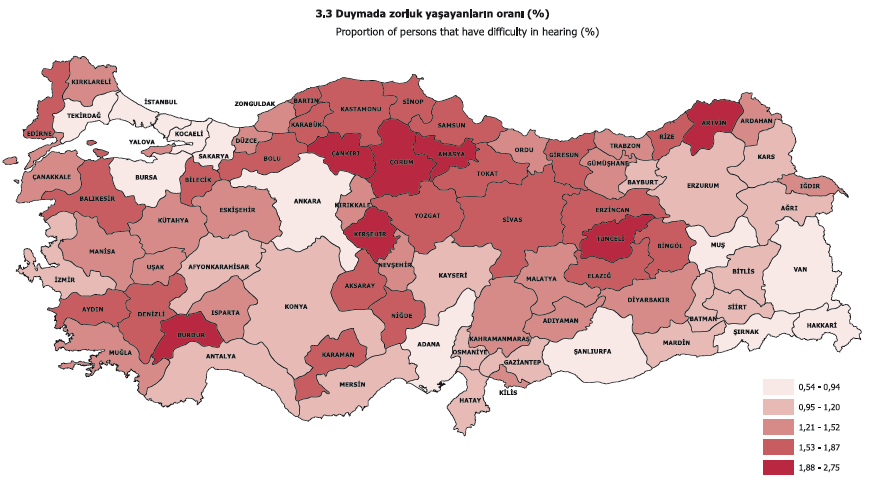 3.3 Duymada zorluk yaşayanların oranı (%)
Proportion of persons that have difficulty in hearing (%)
KIRKLARELİ
İSTANBUL
TEKİRDAĞ
EDİRNE
KOCAELİ
YALOVA
SAKARYA
ZONGULDAK
BARTIN
KASTAMONU
SİNOP
KARABÜK
DÜZCE
BOLU
ÇANKIRI
ÇORUM
AMASYA
SAMSUN
ORDU
GİRESUN
TRABZON
RİZE
ARTVİN
ARDAHAN
KARS
GÜMÜŞHANE
BAYBURT
ERZURUM
IĞDIR
AĞRI
ÇANAKKALE
BALIKESİR
BURSA
BİLECİK
KÜTAHYA
ESKİŞEHİR
ANKARA
KIRIKKALE
KIRŞEHİR
YOZGAT
TOKAT
SİVAS
ERZİNCAN
TUNCELİ
BİNGÖL
MUŞ
VAN
BİTLİS
MANİSA
İZMİR
UŞAK
AFYONKARAHİSAR
KONYA
AKSARAY
NEVŞEHİR
KAYSERİ
MALATYA
ELAZIĞ
DİYARBAKIR
BATMAN
SİİRT
ŞIRNAK
HAKKARİ
AYDIN
DENİZLİ
BURDUR
ISPARTA
MUĞLA
ANTALYA
KARAMAN
MERSİN
NİĞDE
ADANA
KAHRAMANMARAŞ
OSMANİYE
ADIYAMAN
GAZİANTEP
KİLİS
HATAY
ŞANLIURFA
MARDİN
0,54 - 0,94
0,95 - 1,20
1,21 - 1,52
1,53 - 1,87
1,88 - 2,75